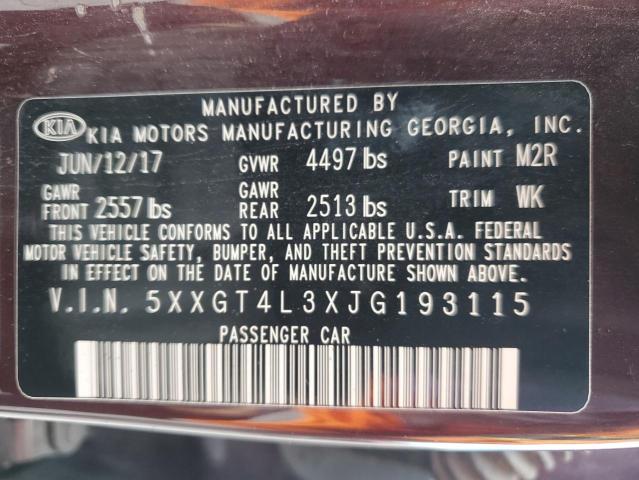 MANUFACTURED BY
KIA KIA MOTORS MANUFACTURING GEORGIA, INC.
JUN/12/17 GVWR 4497 lbs PAINT M2R
GAWR FRONT 2557 lbs GAWR REAR 2513 lbs TRIM WK
THIS VEHICLE CONFORMS TO ALL APPLICABLE U.S.A. FEDERAL
MOTOR VEHICLE SAFETY, BUMPER, AND THEFT PREVENTION STANDARDS
IN EFFECT ON THE DATE OF MANUFACTURE SHOWN ABOVE.
V.I.N. 5XXGT4L3XJG193115
PASSENGER CAR